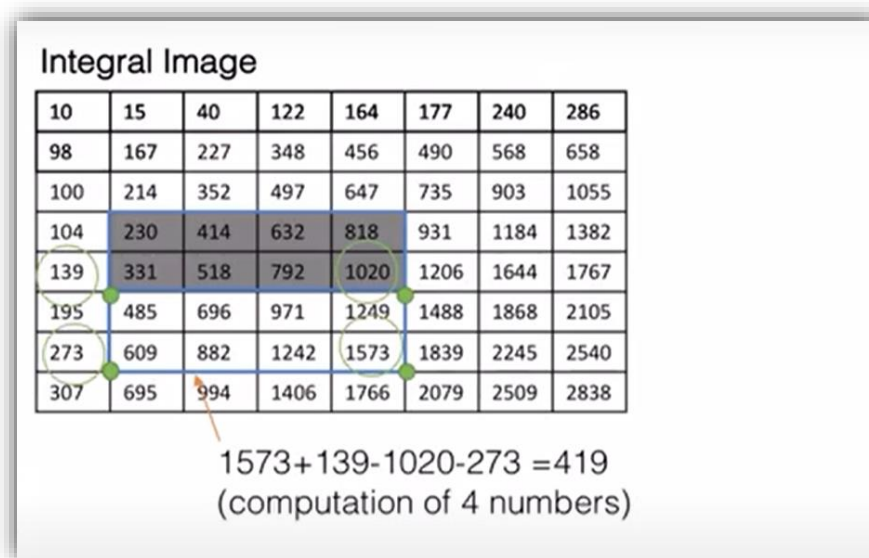 Integral Image
10 15 40 122 164 177 240 286
98 167 227 348 456 490 568 658
100 214 352 497 647 735 903 1055
104 230 414 632 818 931 1184 1382
139 331 518 792 1020 1206 1644 1767
195 485 696 971 1249 1488 1868 2105
273 609 882 1242 1573 1839 2245 2540
307 695 994 1406 1766 2079 2509 2838
1573+139-1020-273 =419
(computation of 4 numbers)